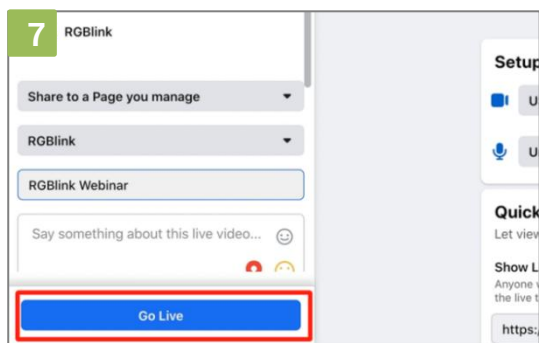 7
RGBlink
Share to a Page you manage
RGBlink
RGBlink Webinar
Say something about this live video...
Go Live
Setup
U
U
Quick
Let view
Show L
Anyone
the live t
https:/